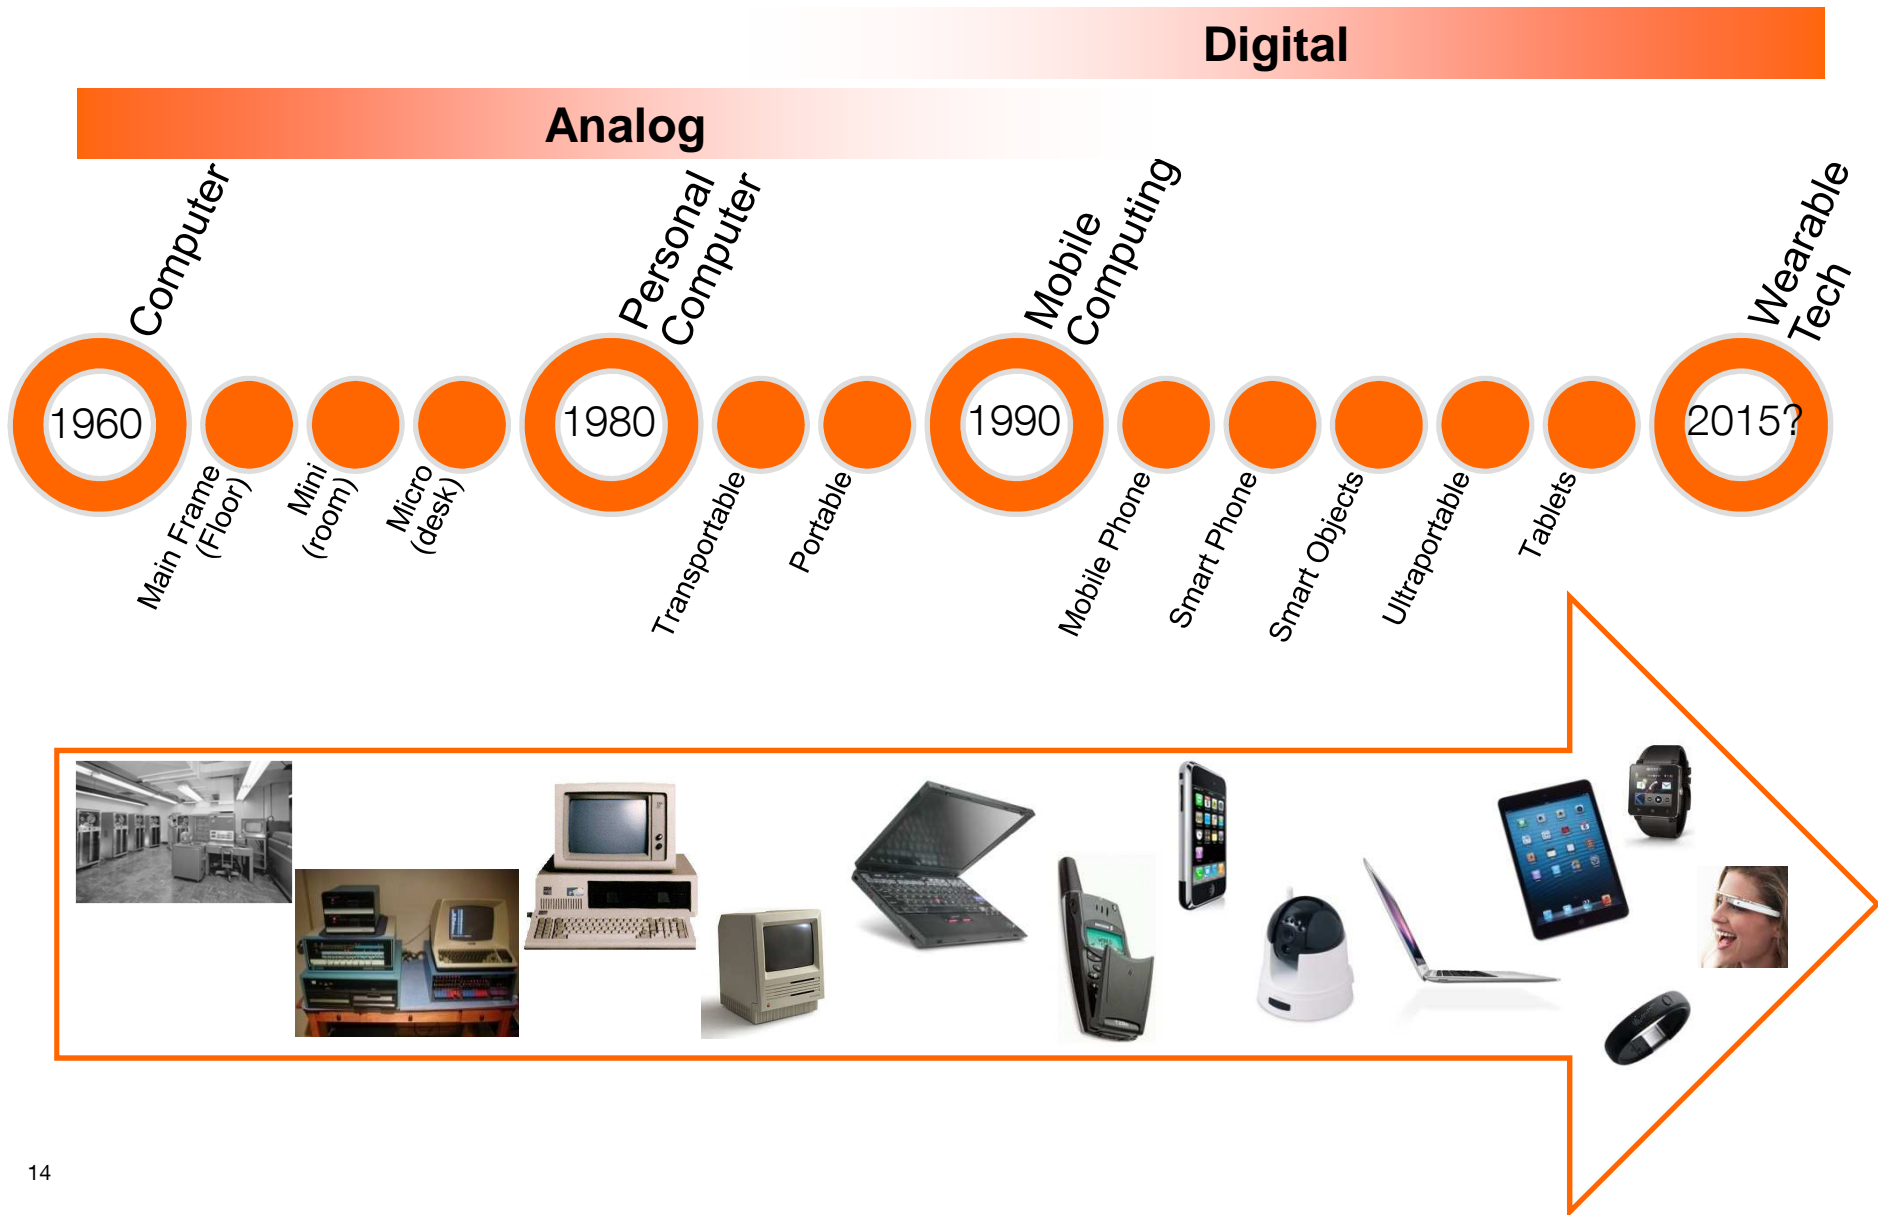 Digital
Analog
Computer
Personal
Computer
Mobile
Computing
Wearable
Tech
1960
1980
1990
2015?
Main Frame
(Floor)
Mini
(room)
Micro
(desk)
Transportable
Portable
Mobile Phone
Smart Phone
Smart Objects
Ultraportable
Tablets
14